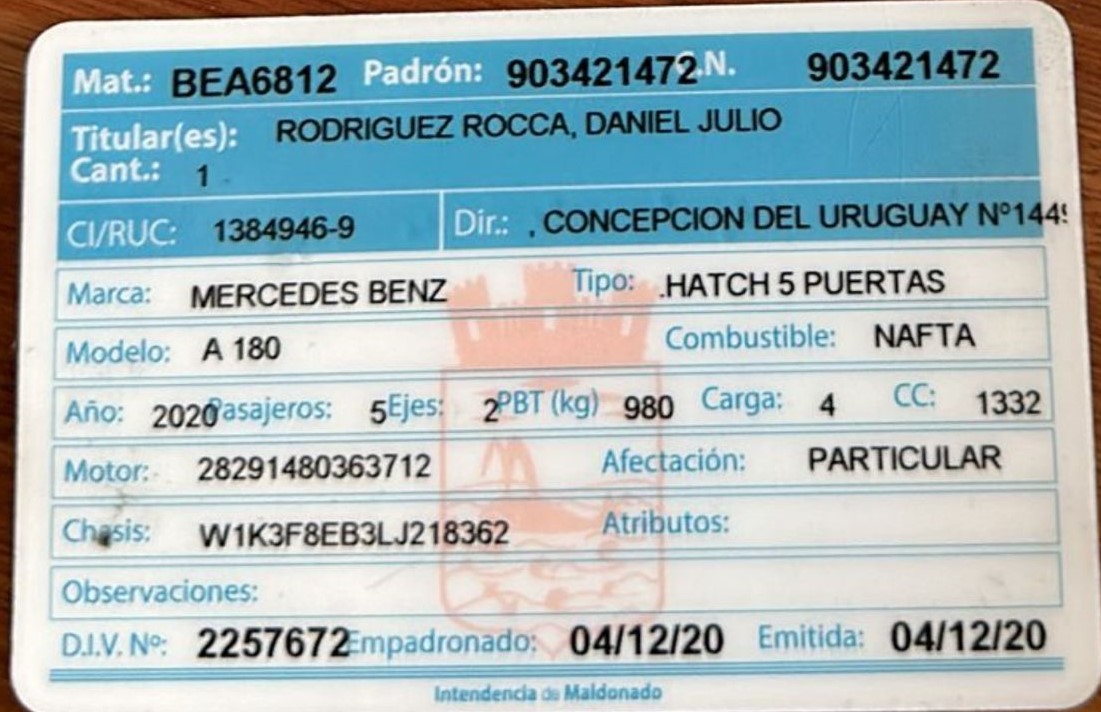 Mat.: BEA6812 Padrón: 903421472 C.N. 903421472
Titular(es): RODRIGUEZ ROCCA, DANIEL JULIO
Cant.: 1
CI/RUC: 1384946-9 Dir.: , CONCEPCION DEL URUGUAY Nº144
Marca: MERCEDES BENZ Tipo: .HATCH 5 PUERTAS
Modelo: A 180 Combustible: NAFTA
Año: 2020 Pasajeros: 5 Ejes: 2 PBT (kg) 980 Carga: 4 CC: 1332
Motor: 28291480363712 Afectación: PARTICULAR
Chasis: W1K3F8EB3LJ218362 Atributos:
Observaciones:
D.I.V. Nº: 2257672 Empadronado: 04/12/20 Emitida: 04/12/20
Intendencia de Maldonado